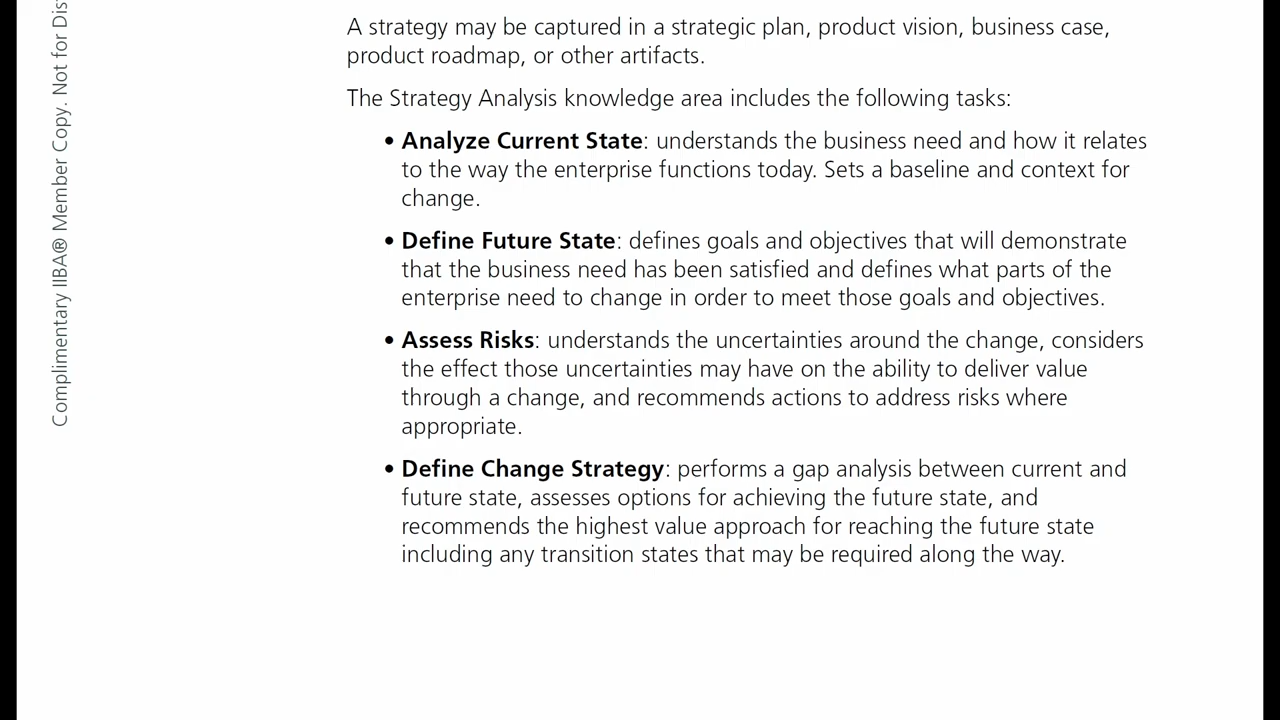 A strategy may be captured in a strategic plan, product vision, business case,
product roadmap, or other artifacts.
The Strategy Analysis knowledge area includes the following tasks:
• Analyze Current State: understands the business need and how it relates
to the way the enterprise functions today. Sets a baseline and context for
change.
• Define Future State: defines goals and objectives that will demonstrate
that the business need has been satisfied and defines what parts of the
enterprise need to change in order to meet those goals and objectives.
• Assess Risks: understands the uncertainties around the change, considers
the effect those uncertainties may have on the ability to deliver value
through a change, and recommends actions to address risks where
appropriate.
• Define Change Strategy: performs a gap analysis between current and
future state, assesses options for achieving the future state, and
recommends the highest value approach for reaching the future state
including any transition states that may be required along the way.
Complimentary IIBA® Member Copy. Not for Dis